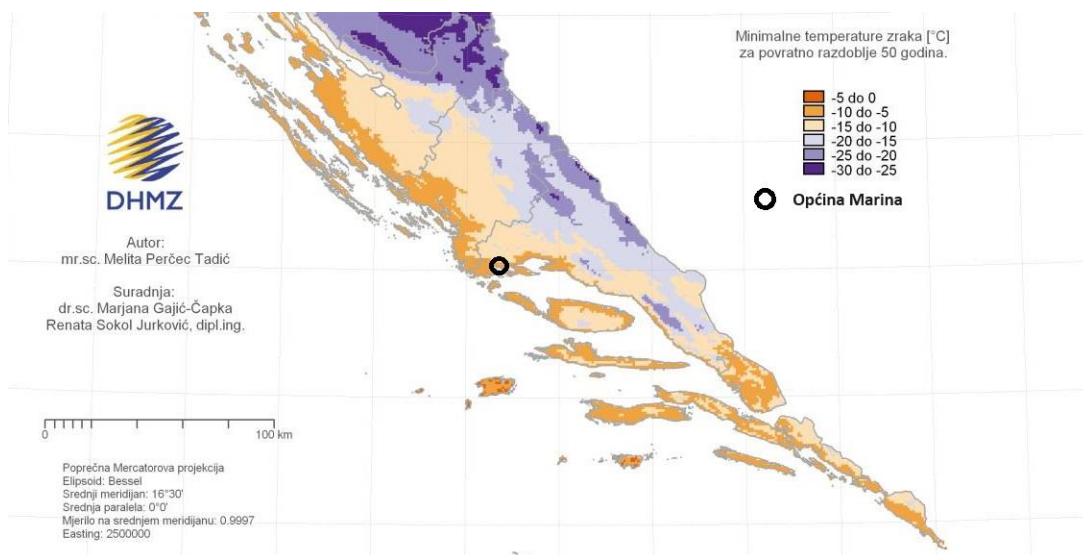 Minimalne temperature zraka [°C]
za povratno razdoblje 50 godina.
-5 do 0
-10 do -5
-15 do -10
-20 do -15
-25 do -20
-30 do -25
Općina Marina
DHMZ
Autor:
mr.sc. Melita Perčec Tadić
Suradnja:
dr.sc. Marjana Gajić-Čapka
Renata Sokol Jurković, dipl.ing.
0
100 km
Poprečna Mercatorova projekcija
Elipsoid: Bessel
Srednji meridijan: 16°30'
Srednja paralela: 0°0'
Mjerilo na srednjem meridijanu: 0.9997
Easting: 2500000